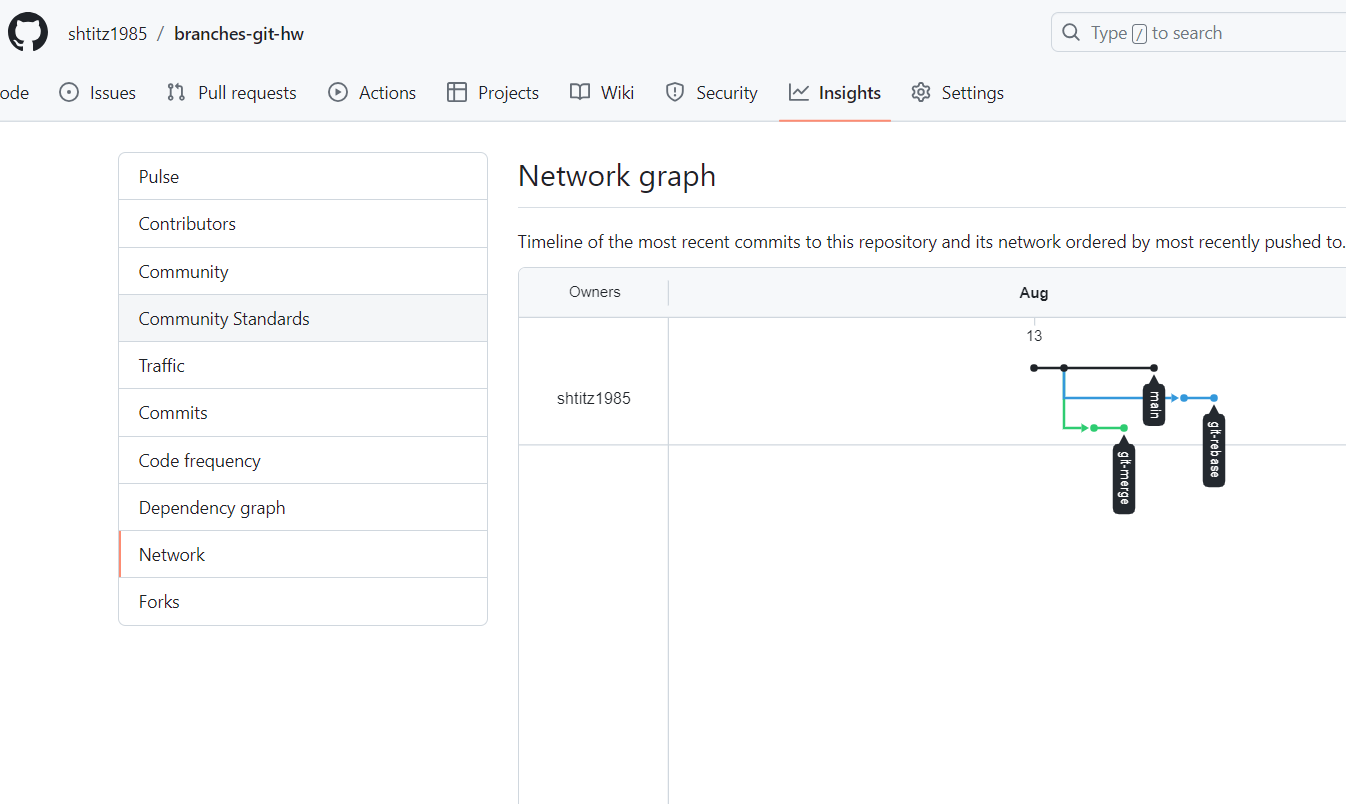 shtitz1985 / branches-git-hw
Type / to search
ode Issues Pull requests Actions Projects Wiki Security Insights Settings
Pulse
Contributors
Community
Community Standards
Traffic
Commits
Code frequency
Dependency graph
Network
Forks
Network graph
Timeline of the most recent commits to this repository and its network ordered by most recently pushed to.
Owners
Aug
13
shtitz1985
main
git-rebase
git-merge